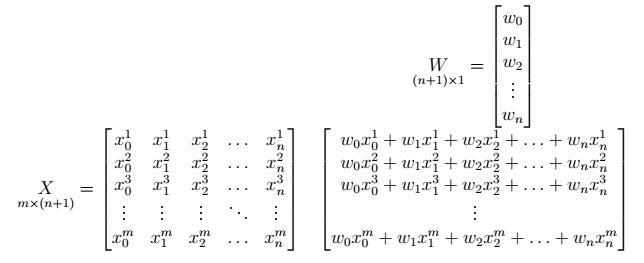 $$\underset{(n+1)\times 1}{W} = \begin{bmatrix} w_0 \\ w_1 \\ w_2 \\ \vdots \\ w_n \end{bmatrix}$$
$$\underset{m\times(n+1)}{X} = \begin{bmatrix} x_0^1 & x_1^1 & x_2^1 & \dots & x_n^1 \\ x_0^2 & x_1^2 & x_2^2 & \dots & x_n^2 \\ x_0^3 & x_1^3 & x_2^3 & \dots & x_n^3 \\ \vdots & \vdots & \vdots & \ddots & \vdots \\ x_0^m & x_1^m & x_2^m & \dots & x_n^m \end{bmatrix} \begin{bmatrix} w_0x_0^1 + w_1x_1^1 + w_2x_2^1 + \dots + w_nx_n^1 \\ w_0x_0^2 + w_1x_1^2 + w_2x_2^2 + \dots + w_nx_n^2 \\ w_0x_0^3 + w_1x_1^3 + w_2x_2^3 + \dots + w_nx_n^3 \\ \vdots \\ w_0x_0^m + w_1x_1^m + w_2x_2^m + \dots + w_nx_n^m \end{bmatrix}$$